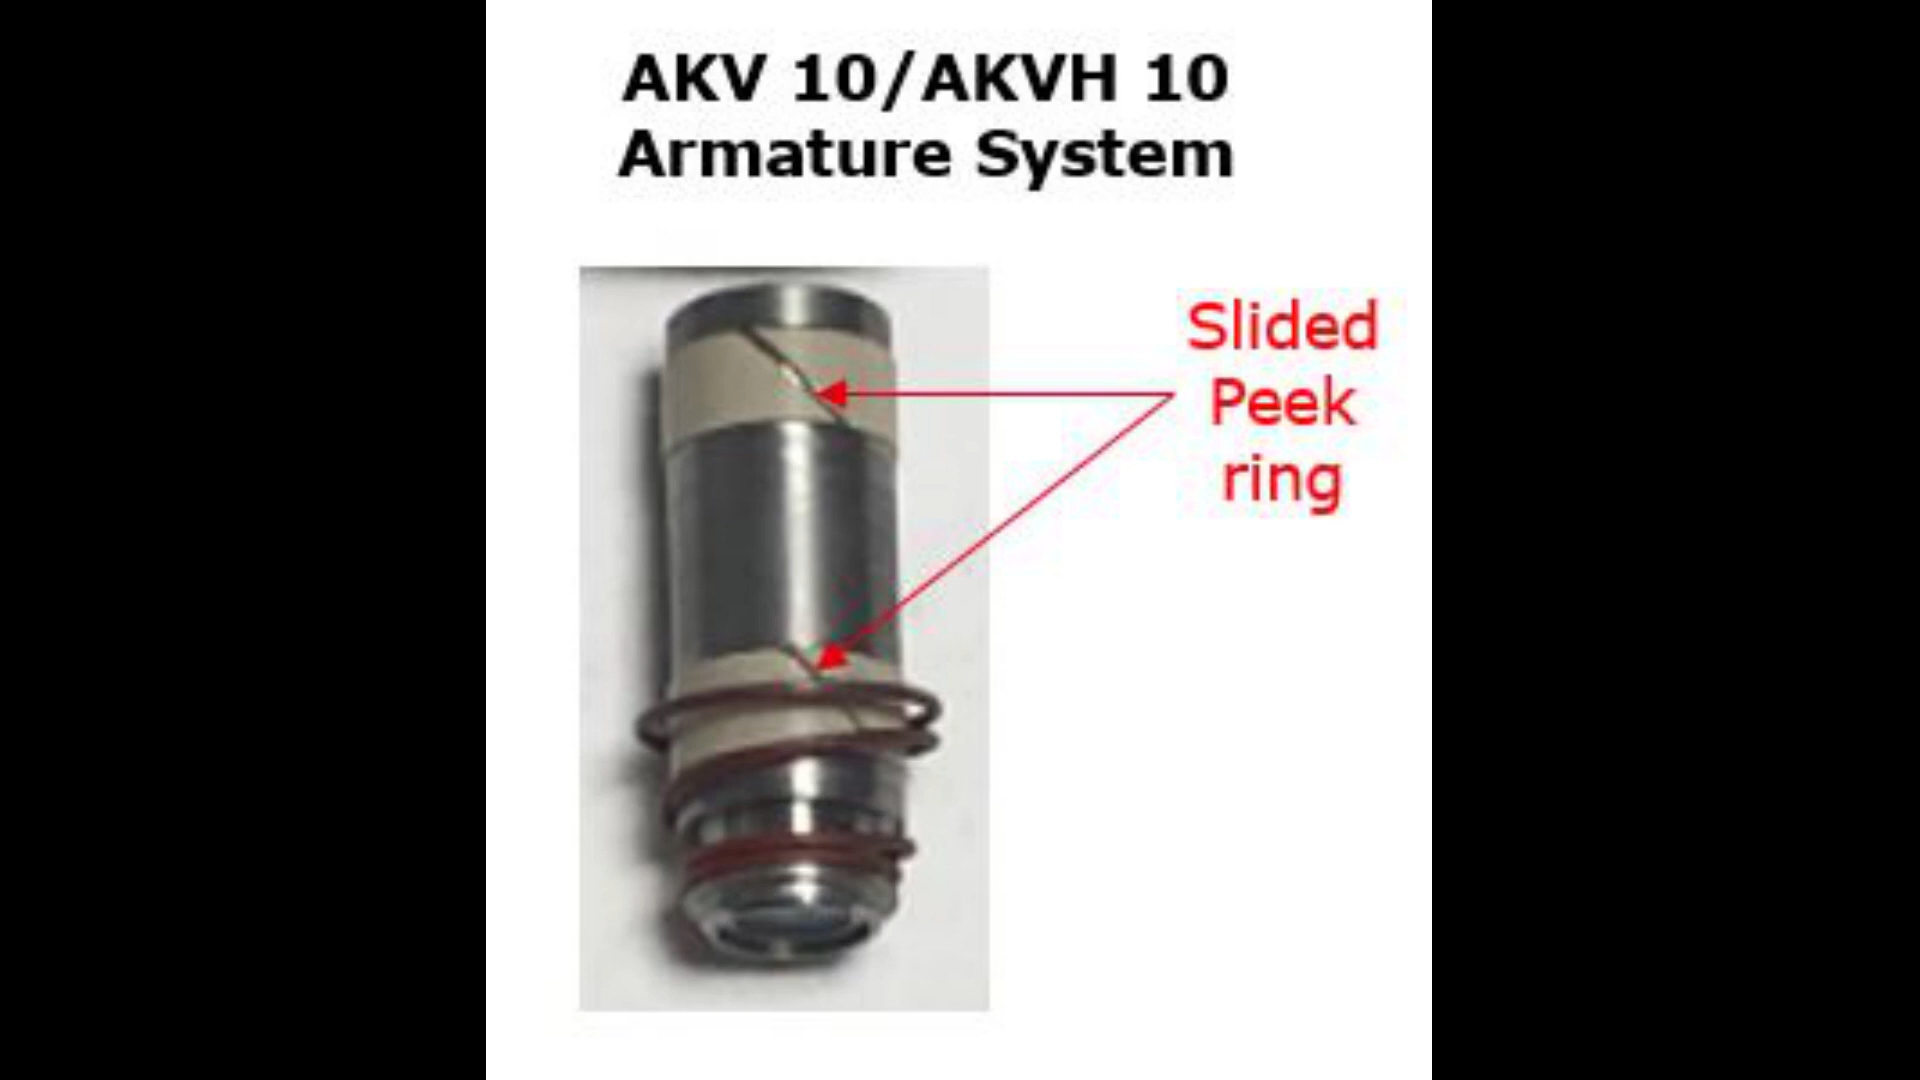 AKV 10/AKVH 10
Armature System
Slided
Peek
ring